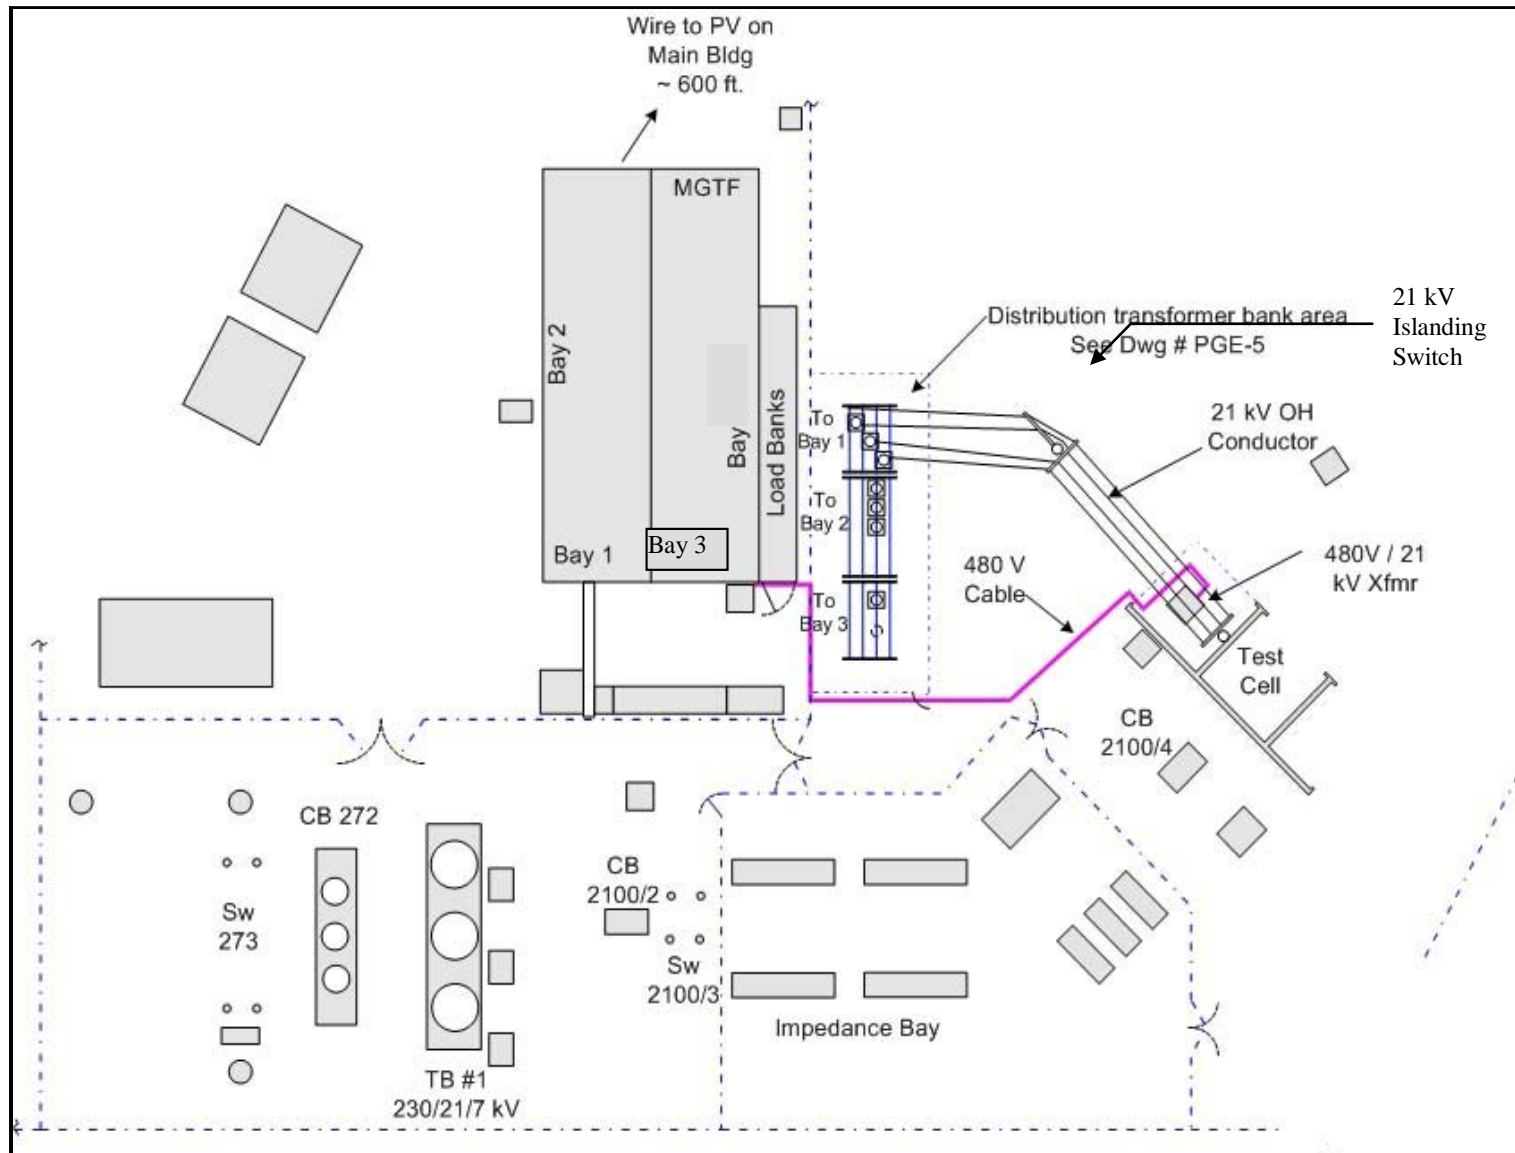 Wire to PV on
Main Bldg
~ 600 ft.
MGTF
Bay 2
Bay
Load Banks
Bay 1
Bay 3
Distribution transformer bank area
See Dwg # PGE-5
21 kV
Islanding
Switch
To
Bay 1
To
Bay 2
To
Bay 3
21 kV OH
Conductor
480 V
Cable
480V / 21
kV Xfmr
Test
Cell
CB
2100/4
CB 272
Sw
273
TB #1
230/21/7 kV
CB
2100/2
Sw
2100/3
Impedance Bay